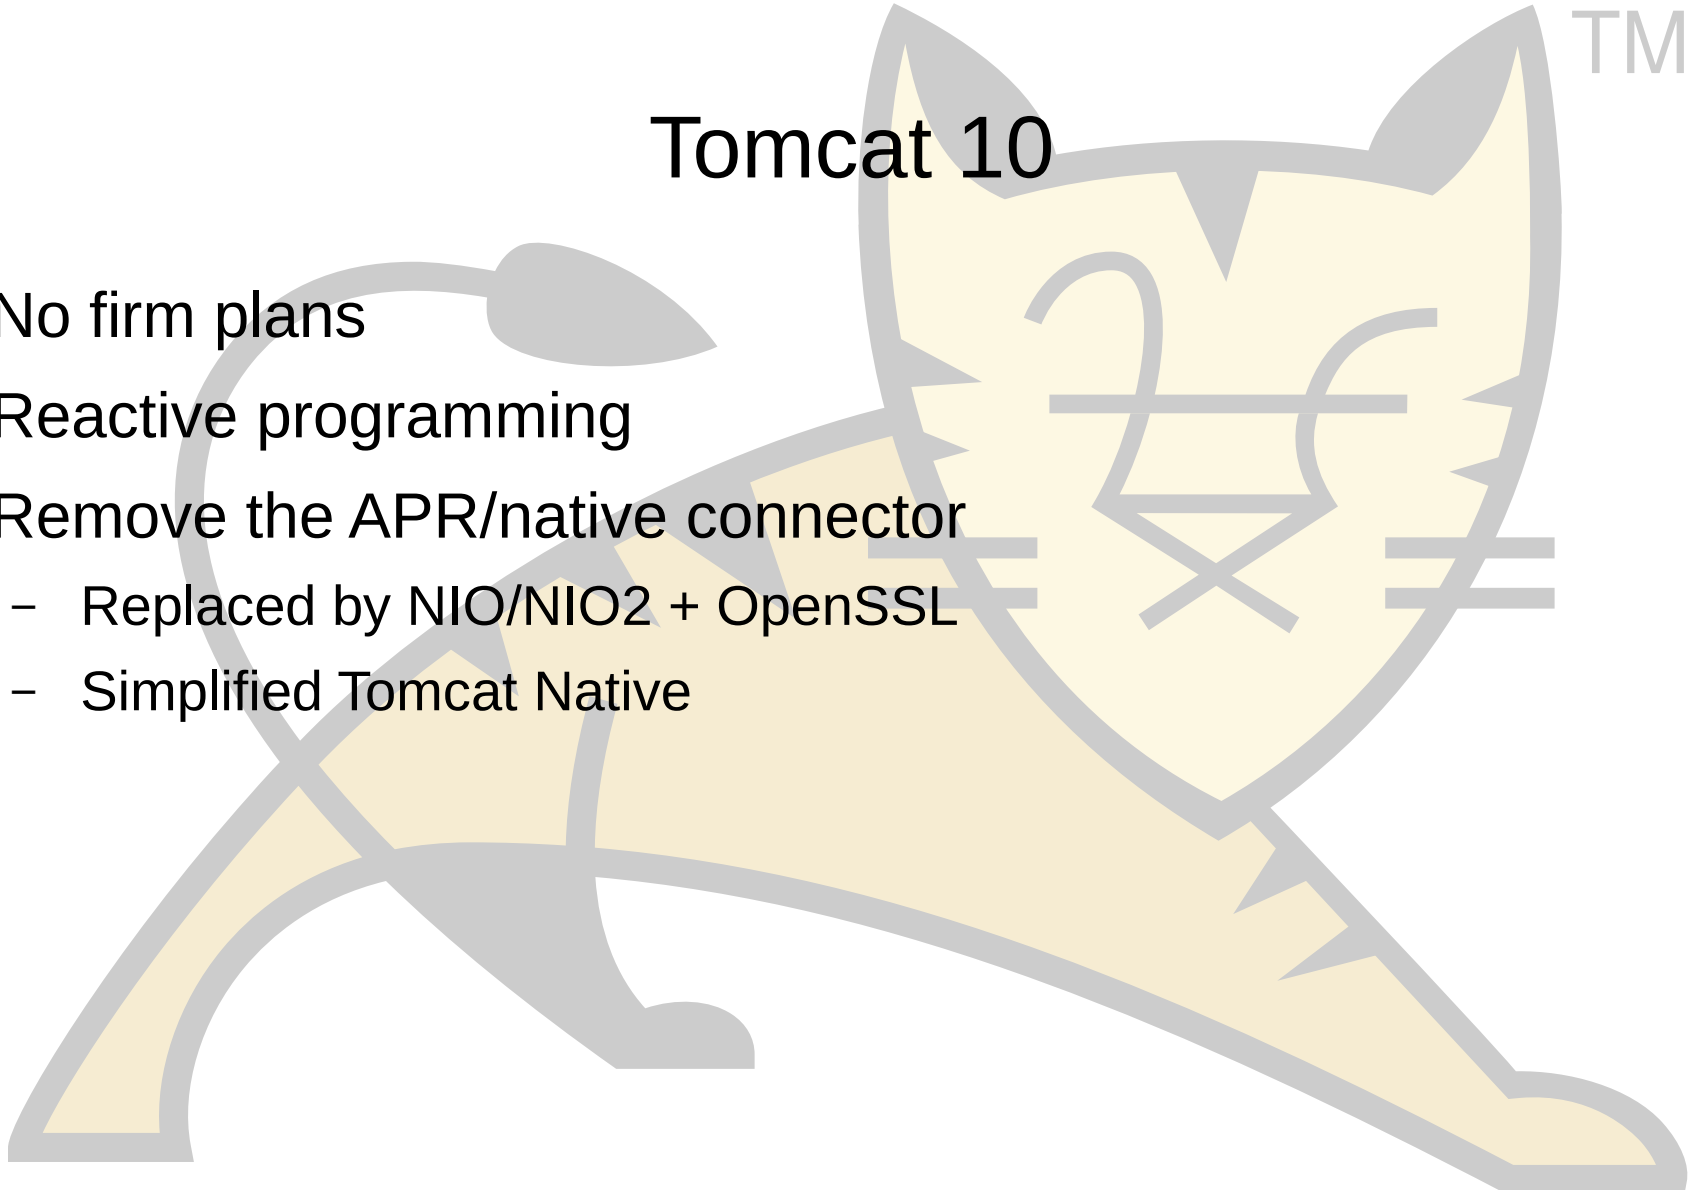 TM
Tomcat 10
No firm plans
Reactive programming
Remove the APR/native connector
– Replaced by NIO/NIO2 + OpenSSL
– Simplified Tomcat Native